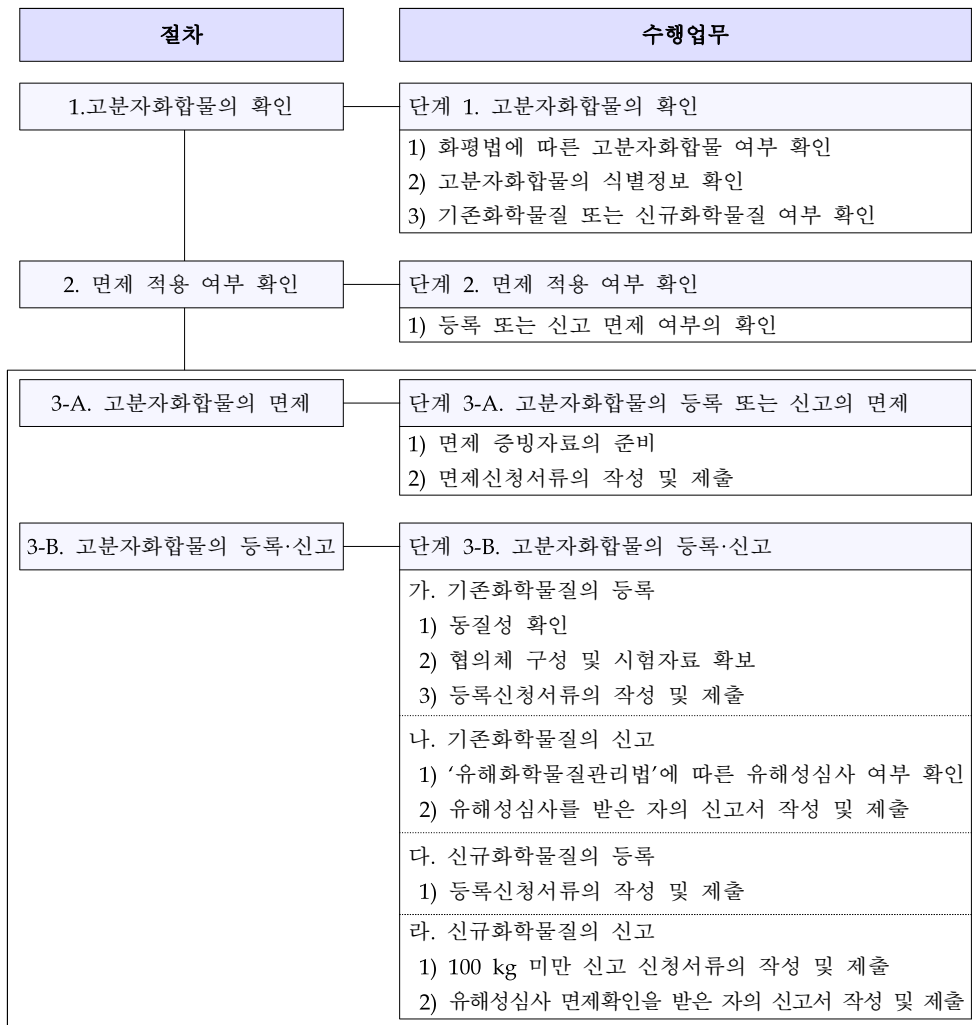 절차
수행업무
1.고분자화합물의 확인
단계 1. 고분자화합물의 확인
1) 화평법에 따른 고분자화합물 여부 확인
2) 고분자화합물의 식별정보 확인
3) 기존화학물질 또는 신규화학물질 여부 확인
2. 면제 적용 여부 확인
단계 2. 면제 적용 여부 확인
1) 등록 또는 신고 면제 여부의 확인
3-A. 고분자화합물의 면제
단계 3-A. 고분자화합물의 등록 또는 신고의 면제
1) 면제 증빙자료의 준비
2) 면제신청서류의 작성 및 제출
3-B. 고분자화합물의 등록·신고
단계 3-B. 고분자화합물의 등록·신고
가. 기존화학물질의 등록
1) 동질성 확인
2) 협의체 구성 및 시험자료 확보
3) 등록신청서류의 작성 및 제출
나. 기존화학물질의 신고
1) ‘유해화학물질관리법’에 따른 유해성심사 여부 확인
2) 유해성심사를 받은 자의 신고서 작성 및 제출
다. 신규화학물질의 등록
1) 등록신청서류의 작성 및 제출
라. 신규화학물질의 신고
1) 100 kg 미만 신고 신청서류의 작성 및 제출
2) 유해성심사 면제확인을 받은 자의 신고서 작성 및 제출